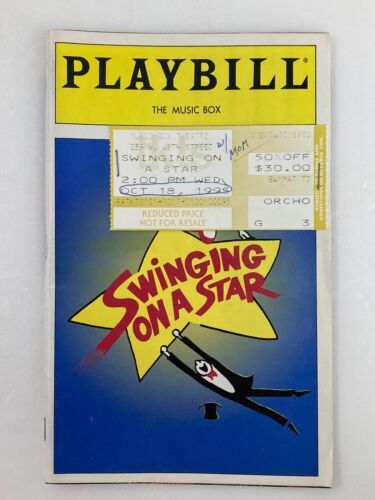 PLAYBILL®
THE MUSIC BOX
SWINGING ON
A STAR
2:00 PM WED
OCT 18, 1995
w/ MOM
REDUCED PRICE
NOT FOR RESALE
50%OFF
$30.00
ORCHO
G 3
SWINGING
ON A STAR